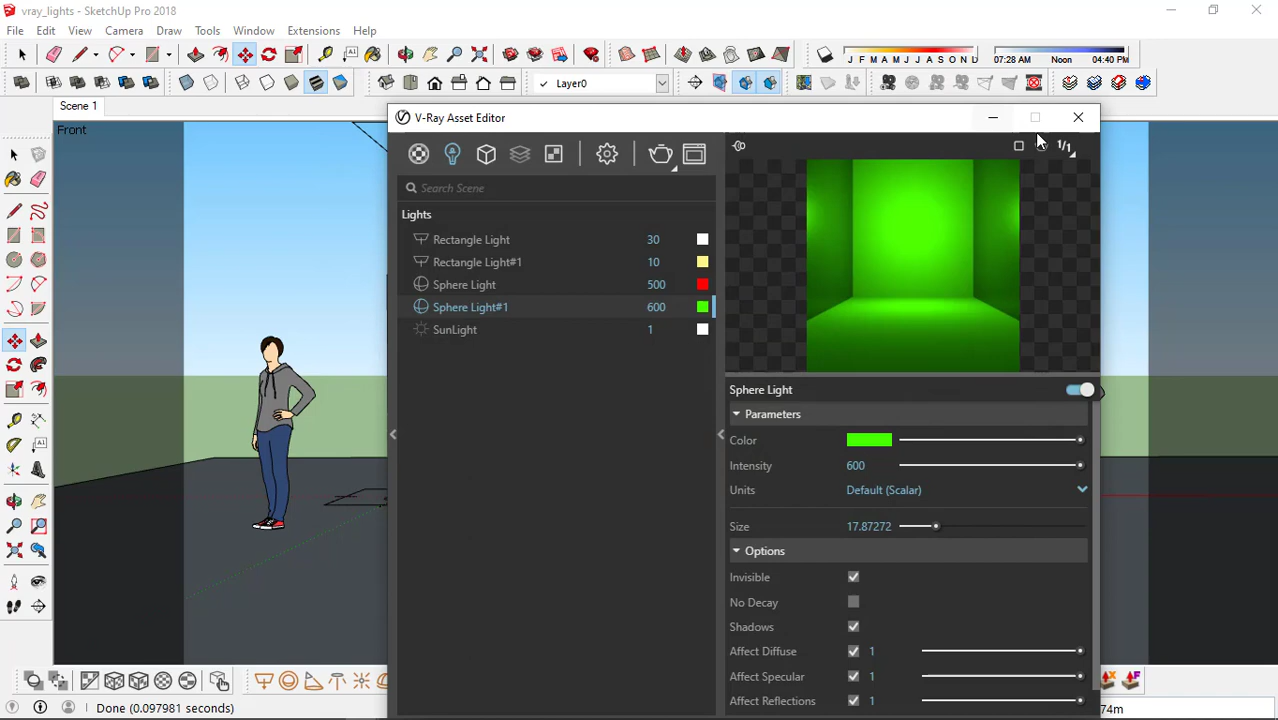 vray_lights - SketchUp Pro 2018
File Edit View Camera Draw Tools Window Extensions Help
J F M A M J J A S O N D 07:28 AM Noon 04:40 PM
Layer0
Scene 1
Front
V-Ray Asset Editor
1/1
Search Scene
Lights
Rectangle Light 30
Rectangle Light#1 10
Sphere Light 500
Sphere Light#1 600
SunLight 1
Sphere Light
Parameters
Color
Intensity 600
Units Default (Scalar)
Size 17.87272
Options
Invisible
No Decay
Shadows
Affect Diffuse 1
Affect Specular 1
Affect Reflections 1
Done (0.097981 seconds)
74m